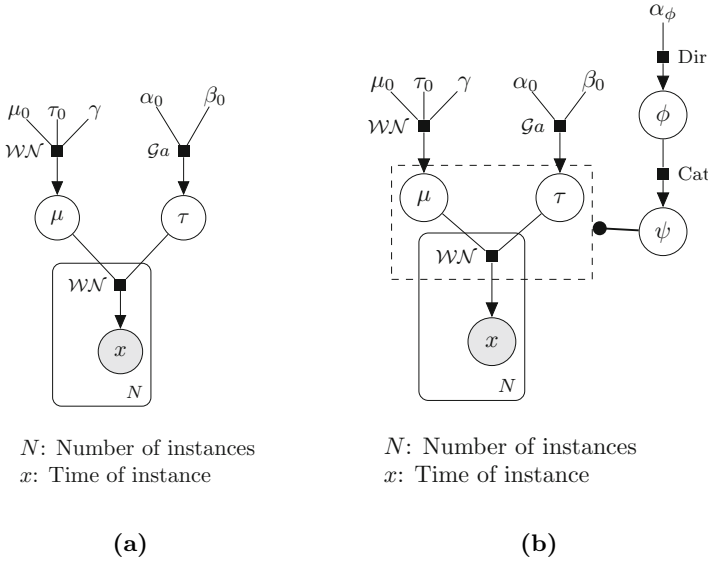 μ₀ τ₀ γ
α₀ β₀
𝒲𝒩
𝒢a
μ
τ
𝒲𝒩
x
N
N: Number of instances
x: Time of instance
(a)
α_ϕ
Dir
μ₀ τ₀ γ
α₀ β₀
𝒲𝒩
𝒢a
ϕ
Cat
μ
τ
ψ
𝒲𝒩
x
N
N: Number of instances
x: Time of instance
(b)